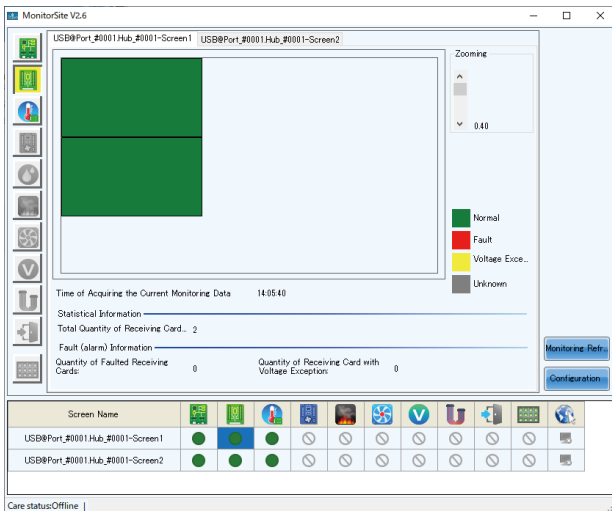 MonitorSite V2.6
USB@Port_#0001.Hub_#0001-Screen1 USB@Port_#0001.Hub_#0001-Screen2
Zooming
0.40
Normal
Fault
Voltage Exce...
Unknown
Time of Acquiring the Current Monitoring Data 14:05:40
Statistical Information
Total Quantity of Receiving Card... 2
Fault (alarm) Information
Quantity of Faulted Receiving
Cards: 0
Quantity of Receiving Card with
Voltage Exception: 0
Monitoring Refr...
Configuration
Screen Name
USB@Port_#0001.Hub_#0001-Screen1
USB@Port_#0001.Hub_#0001-Screen2
Care status:Offline